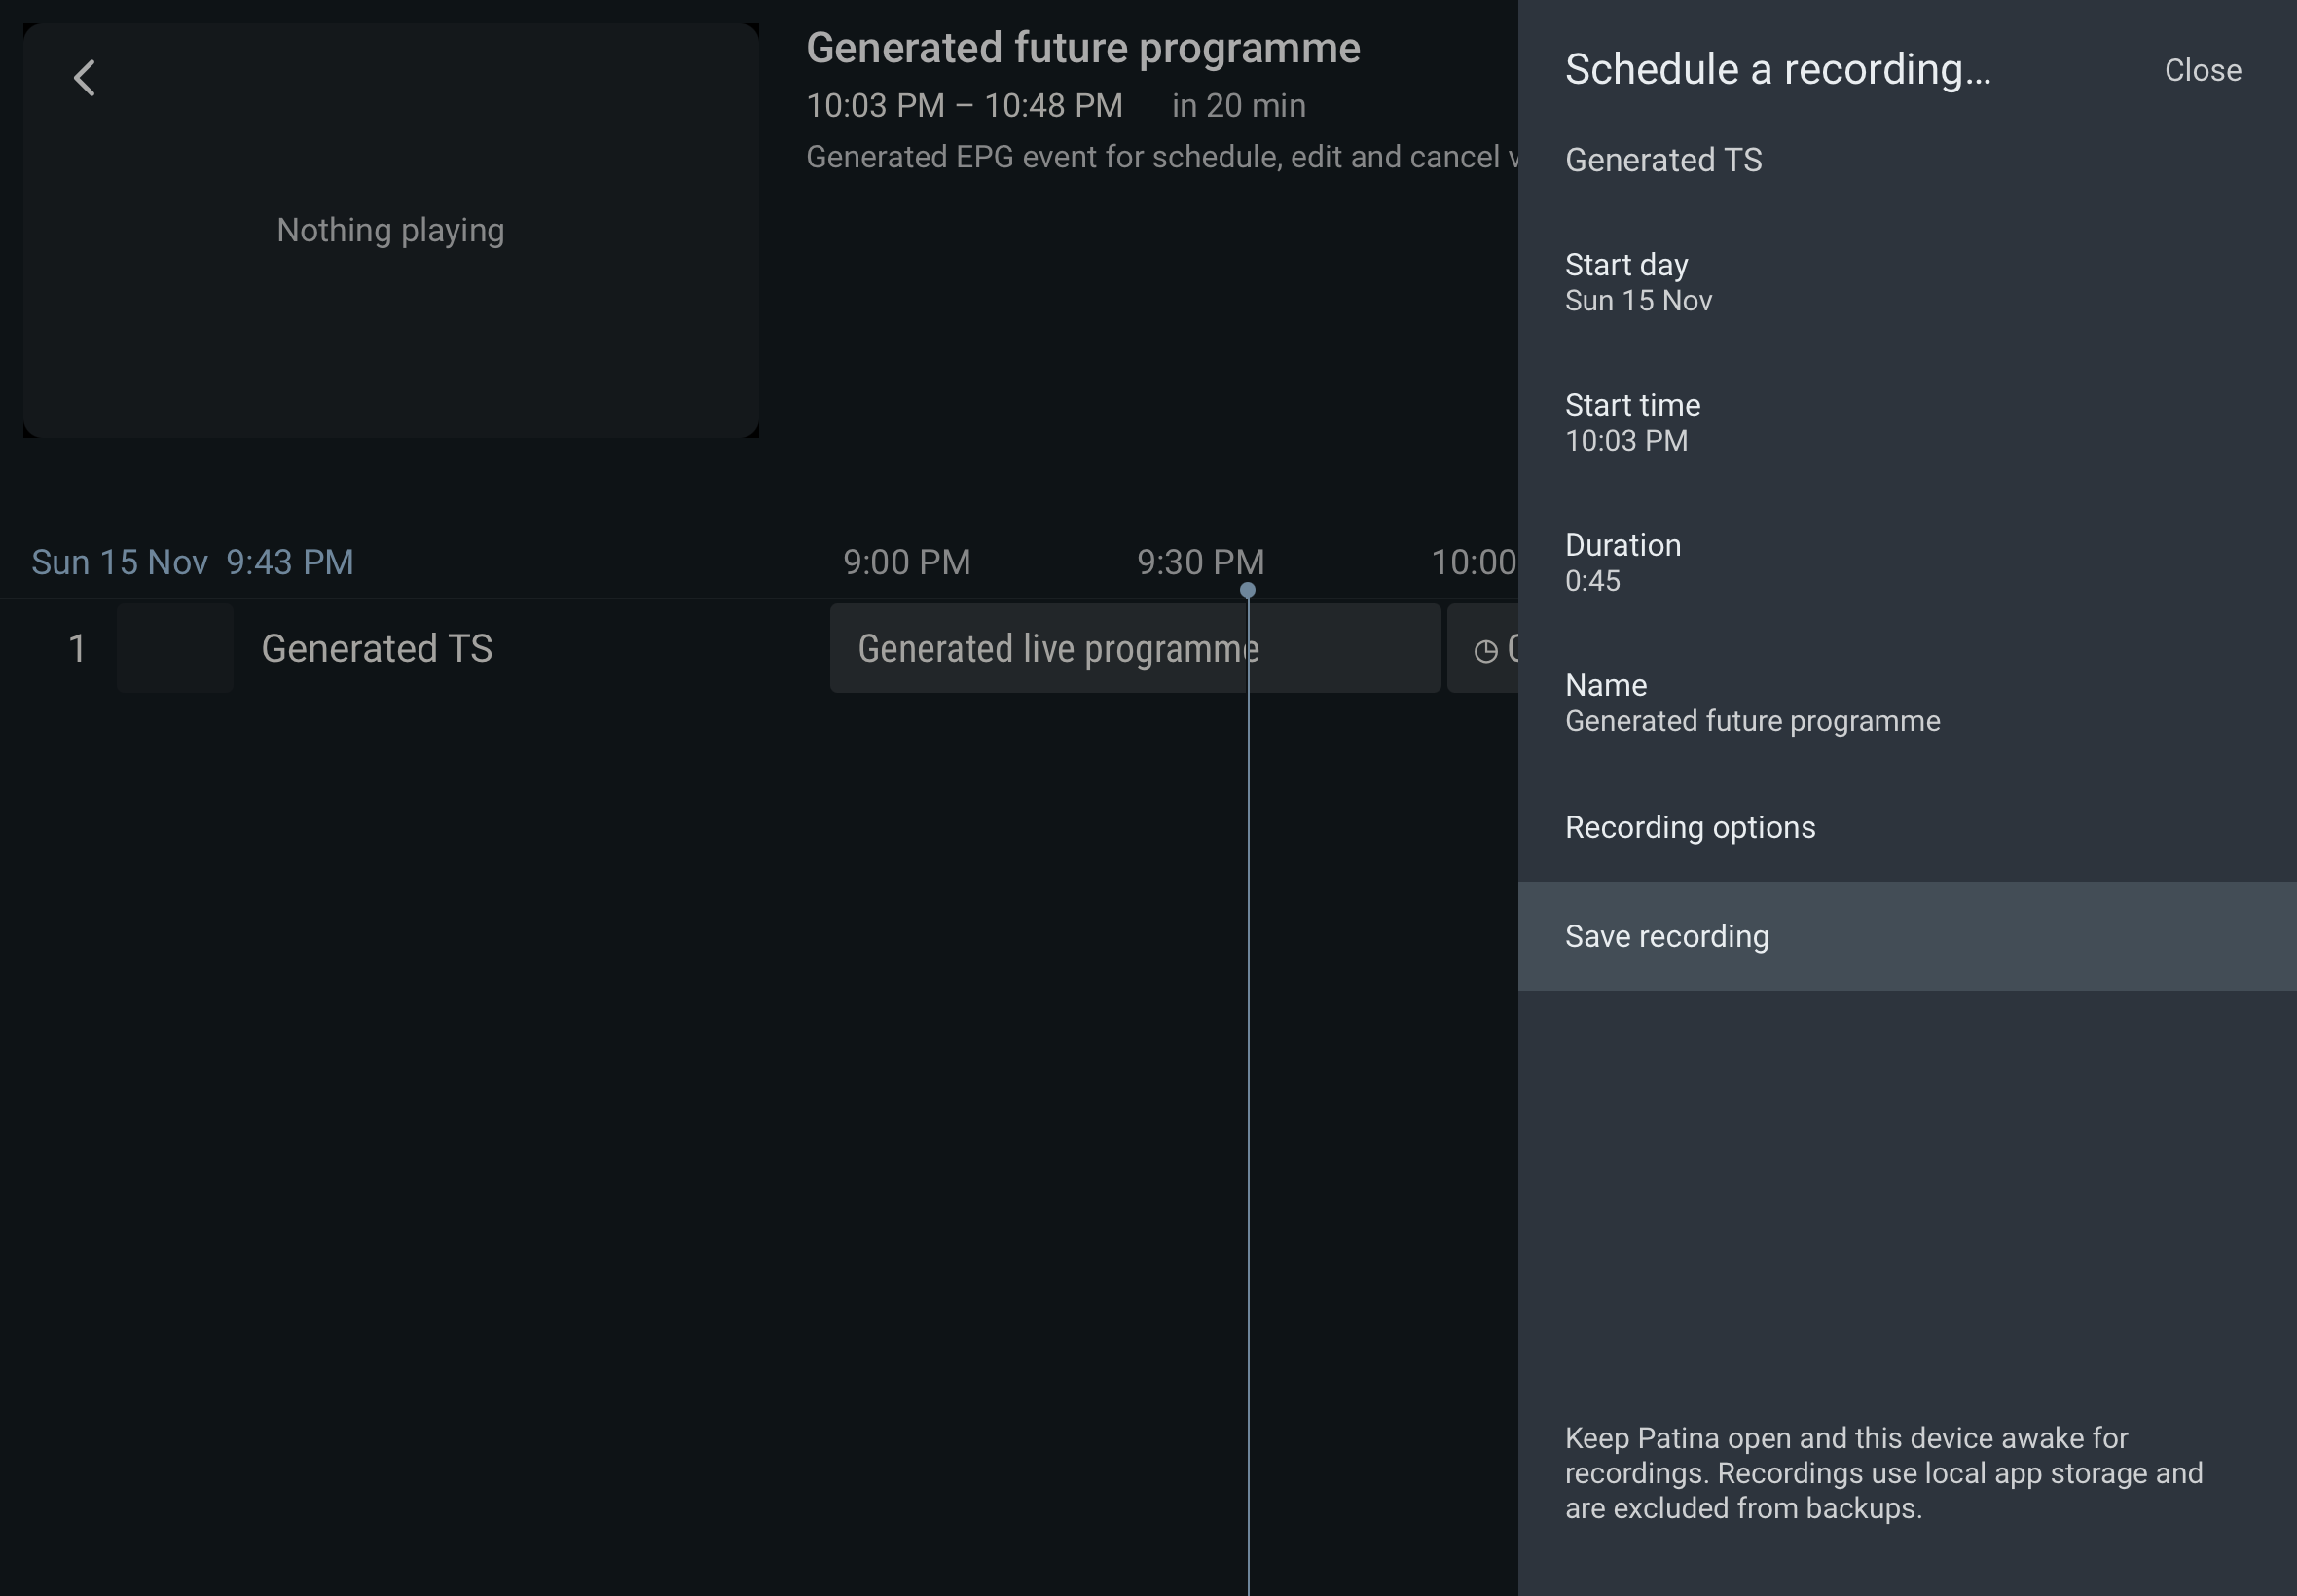 Generated future programme
10:03 PM – 10:48 PM in 20 min
Generated EPG event for schedule, edit and cancel
Nothing playing
Sun 15 Nov 9:43 PM
9:00 PM 9:30 PM 10:00
1 Generated TS Generated live programme
Schedule a recording… Close
Generated TS
Start day
Sun 15 Nov
Start time
10:03 PM
Duration
0:45
Name
Generated future programme
Recording options
Save recording
Keep Patina open and this device awake for
recordings. Recordings use local app storage and
are excluded from backups.